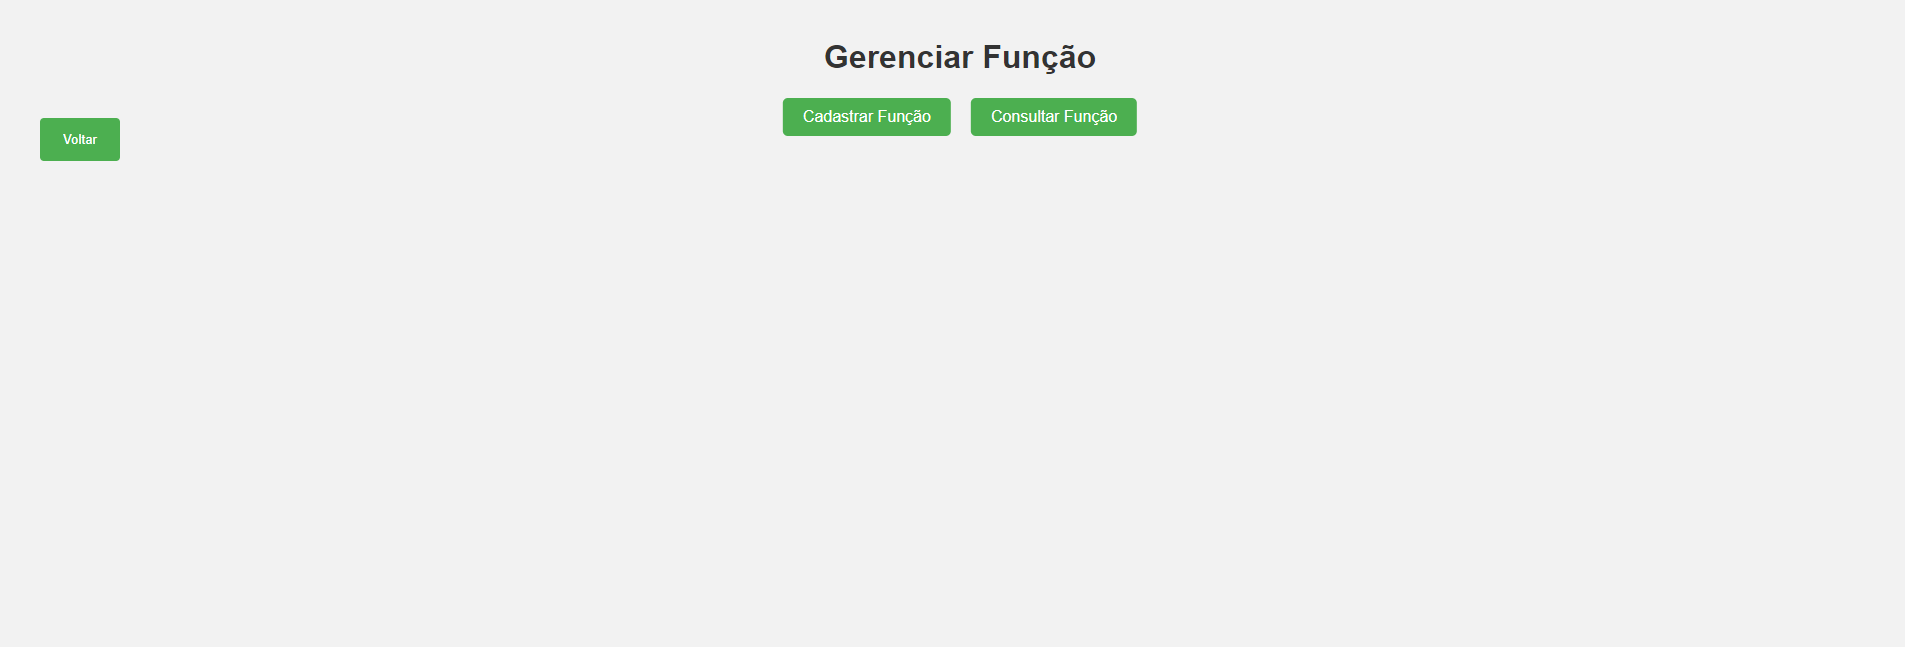 Gerenciar Função
Cadastrar Função
Consultar Função
Voltar